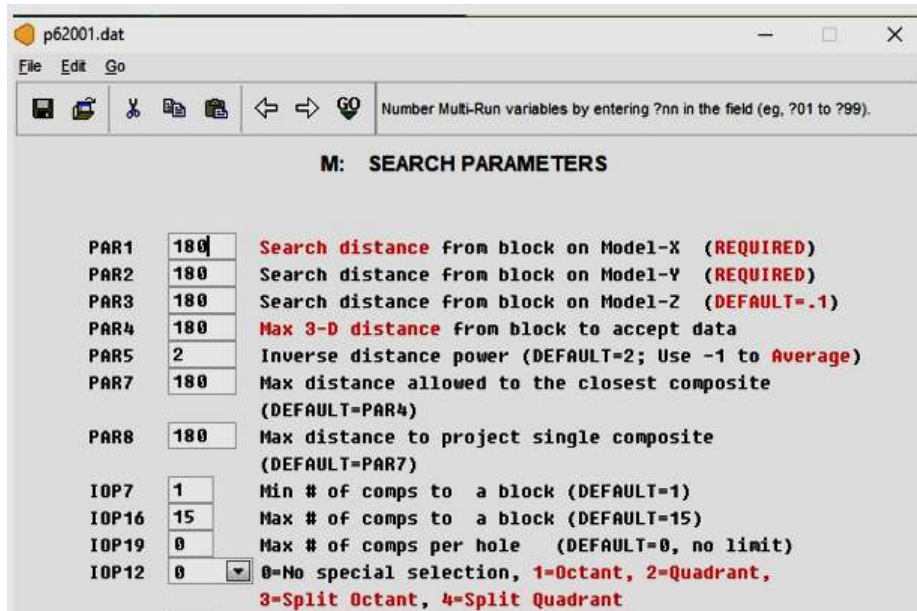 p62001.dat
File Edit Go
GO Number Multi-Run variables by entering ?nn in the field (eg, ?01 to ?99).
M: SEARCH PARAMETERS
PAR1 180 Search distance from block on Model-X (REQUIRED)
PAR2 180 Search distance from block on Model-Y (REQUIRED)
PAR3 180 Search distance from block on Model-Z (DEFAULT=.1)
PAR4 180 Max 3-D distance from block to accept data
PAR5 2 Inverse distance power (DEFAULT=2; Use -1 to Average)
PAR7 180 Max distance allowed to the closest composite
(DEFAULT=PAR4)
PAR8 180 Max distance to project single composite
(DEFAULT=PAR7)
IOP7 1 Min # of comps to a block (DEFAULT=1)
IOP16 15 Max # of comps to a block (DEFAULT=15)
IOP19 0 Max # of comps per hole (DEFAULT=0, no limit)
IOP12 0 0=No special selection, 1=Octant, 2=Quadrant,
3=Split Octant, 4=Split Quadrant